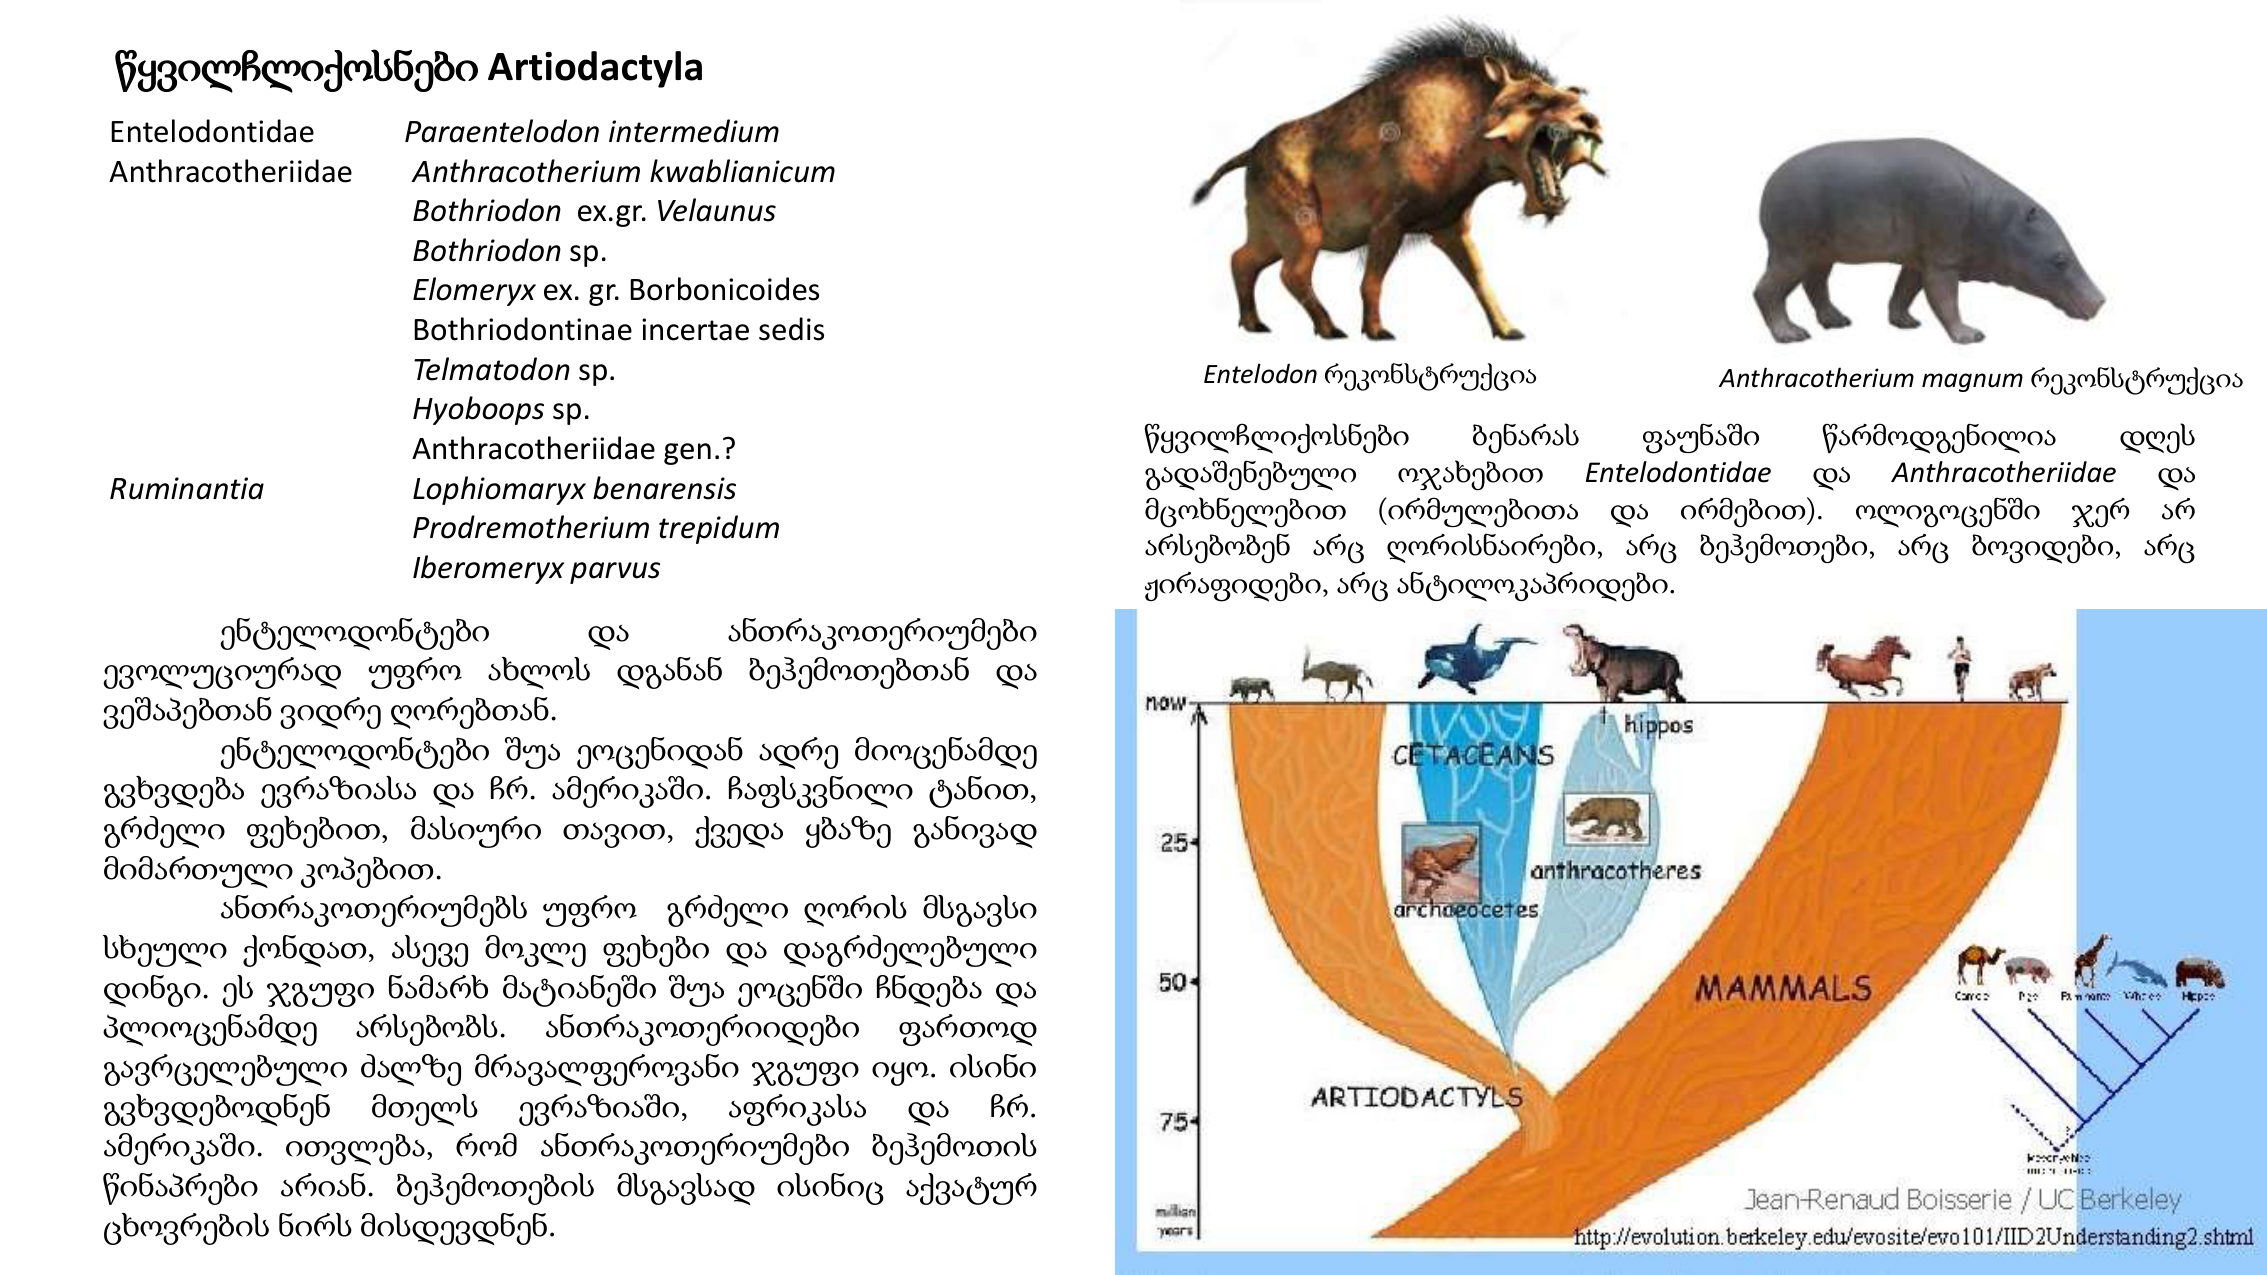 წყვილჩლიქოსნები Artiodactyla
Entelodontidae Paraentelodon intermedium
Anthracotheriidae Anthracotherium kwablianicum
Bothriodon ex.gr. Velaunus
Bothriodon sp.
Elomeryx ex. gr. Borbonicoides
Bothriodontinae incertae sedis
Telmatodon sp.
Hyoboops sp.
Anthracotheriidae gen.?
Ruminantia Lophiomaryx benarensis
Prodremotherium trepidum
Iberomeryx parvus
ენტელოდონტები და ანთრაკოთერიუმები
ევოლუციურად უფრო ახლოს დგანან ბეჰემოთებთან და
ვეშაპებთან ვიდრე ღორებთან.
ენტელოდონტები შუა ეოცენიდან ადრე მიოცენამდე
გვხვდება ევრაზიასა და ჩრ. ამერიკაში. ჩაფსკვნილი ტანით,
გრძელი ფეხებით, მასიური თავით, ქვედა ყბაზე განივად
მიმართული კოპებით.
ანთრაკოთერიუმებს უფრო გრძელი ღორის მსგავსი
სხეული ქონდათ, ასევე მოკლე ფეხები და დაგრძელებული
დინგი. ეს ჯგუფი ნამარხ მატიანეში შუა ეოცენში ჩნდება და
პლიოცენამდე არსებობს. ანთრაკოთერიიდები ფართოდ
გავრცელებული ძალზე მრავალფეროვანი ჯგუფი იყო. ისინი
გვხვდებოდნენ მთელს ევრაზიაში, აფრიკასა და ჩრ.
ამერიკაში. ითვლება, რომ ანთრაკოთერიუმები ბეჰემოთის
წინაპრები არიან. ბეჰემოთების მსგავსად ისინიც აქვატურ
ცხოვრების ნირს მისდევდნენ.
Entelodon რეკონსტრუქცია
Anthracotherium magnum რეკონსტრუქცია
წყვილჩლიქოსნები ბენარას ფაუნაში წარმოდგენილია დღეს
გადაშენებული ოჯახებით Entelodontidae და Anthracotheriidae და
მცოხნელებით (ირმულებითა და ირმებით). ოლიგოცენში ჯერ არ
არსებობენ არც ღორისნაირები, არც ბეჰემოთები, არც ბოვიდები, არც
ჟირაფიდები, არც ანტილოკაპრიდები.
now
hippos
CETACEANS
25
anthracotheres
archaeocetes
50
MAMMALS
ARTIODACTYLS
75
million
years
Jean-Renaud Boisserie / UC Berkeley
http://evolution.berkeley.edu/evosite/evo101/IID2Understanding2.shtml